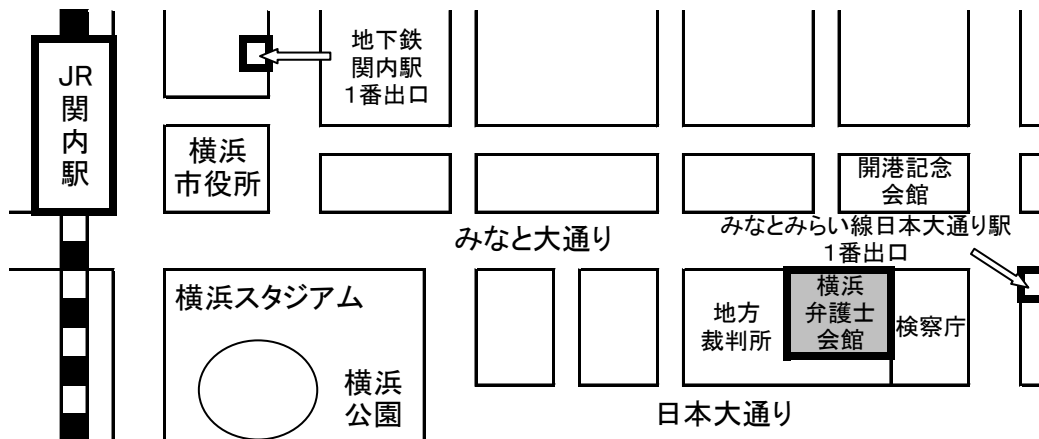 JR
関
内
駅
地下鉄
関内駅
1番出口
横浜
市役所
開港記念
会館
みなと大通り
みなとみらい線日本大通り駅
1番出口
横浜スタジアム
横浜
公園
地方
裁判所
横浜
弁護士
会館
検察庁
日本大通り